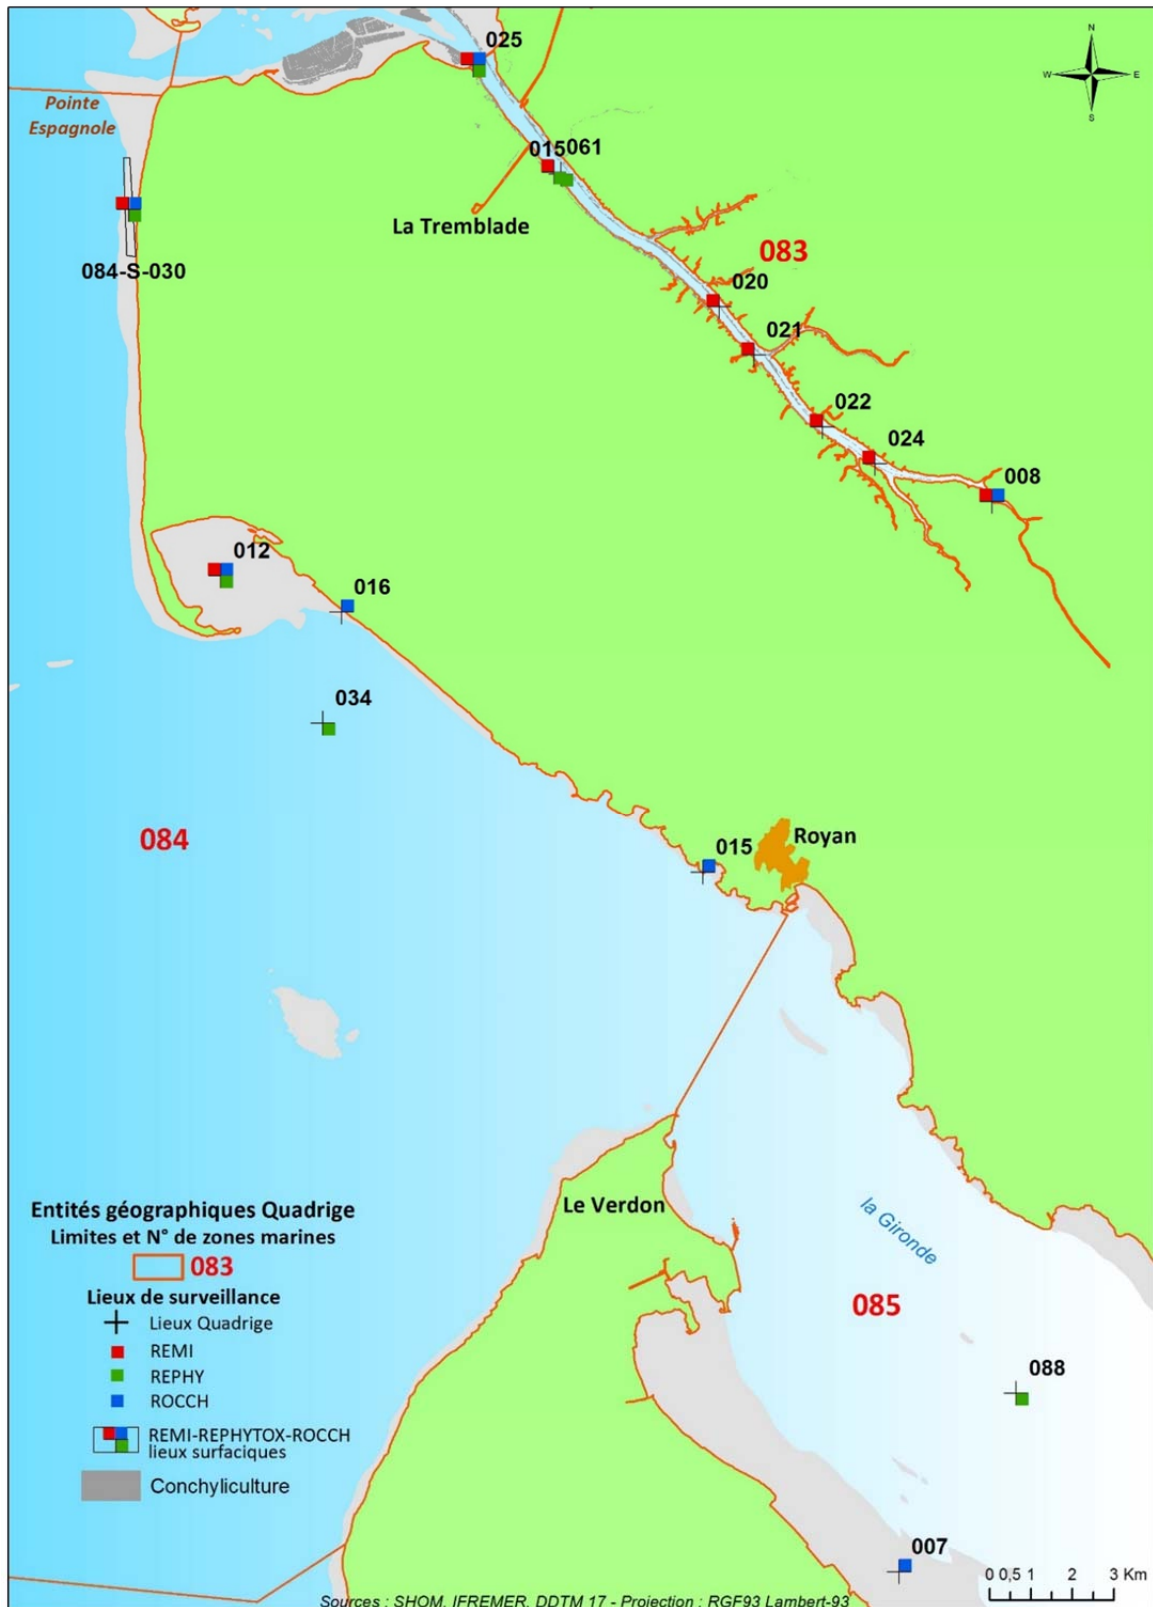 N
W E
S
025
Pointe
Espagnole
015 061
La Tremblade
083
084-S-030
020
021
022
024
008
012
016
034
084
015
Royan
Entités géographiques Quadrige
Limites et N° de zones marines
083
Lieux de surveillance
Lieux Quadrige
REMI
REPHY
ROCCH
REMI-REPHYTOX-ROCCH
lieux surfaciques
Conchyliculture
Le Verdon
la Gironde
085
088
007
0 0,5 1 2 3 Km
Sources : SHOM, IFREMER, DDTM 17 - Projection : RGF93 Lambert-93